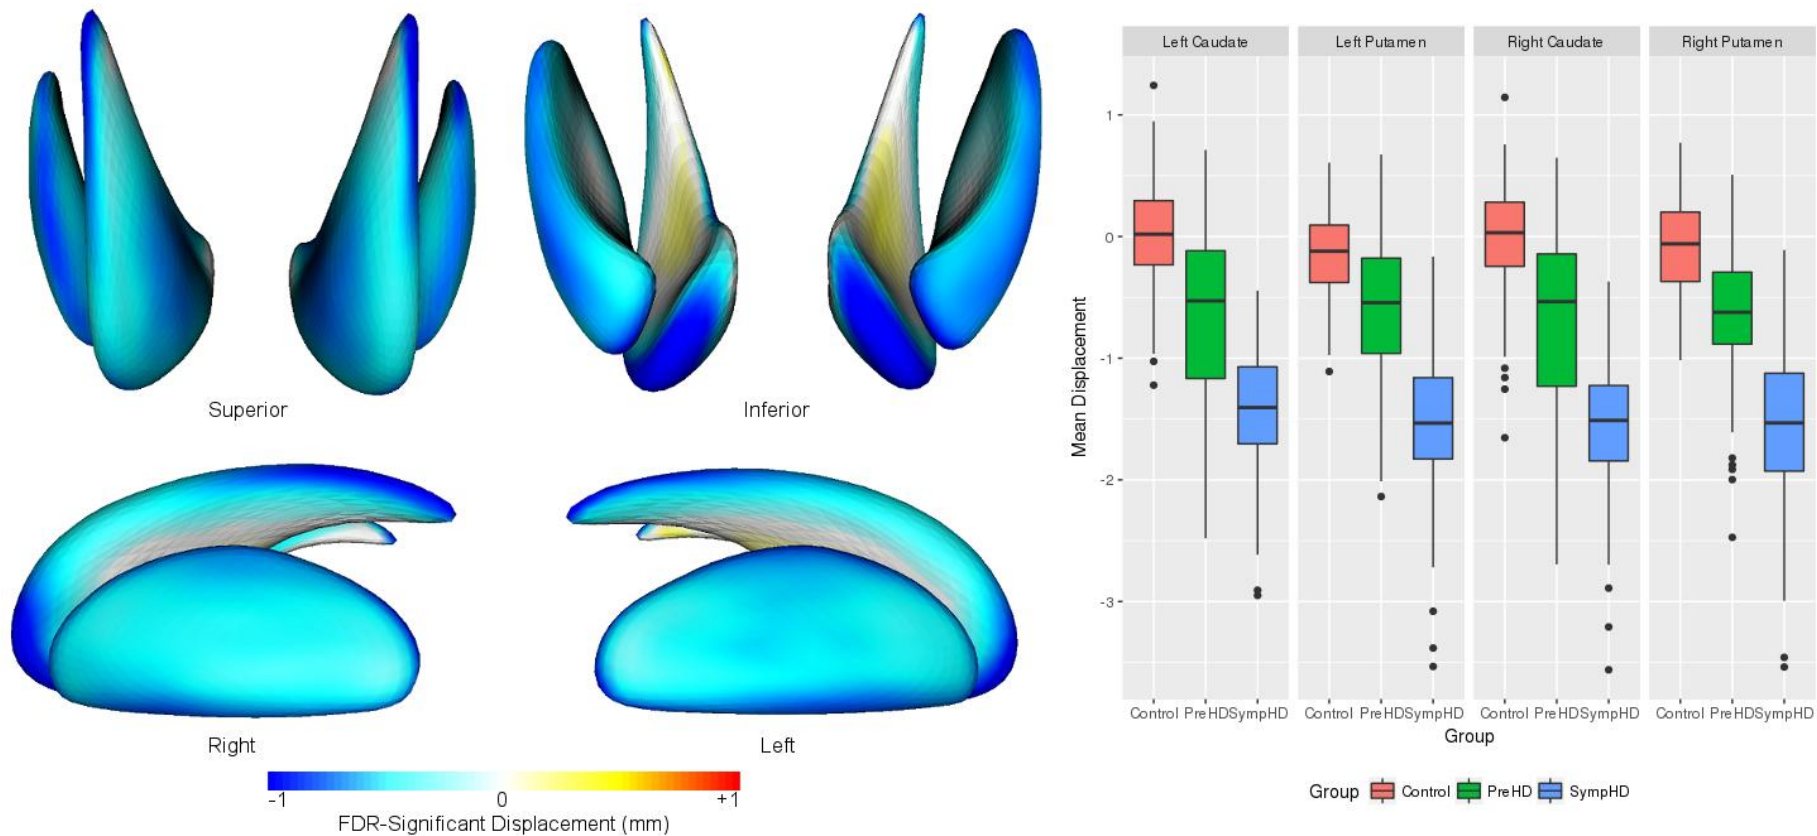 Superior
Inferior
Right
Left
-1 0 +1
FDR-Significant Displacement (mm)
Left Caudate Left Putamen Right Caudate Right Putamen
Mean Displacement
1
0
-1
-2
-3
Control PreHD SympHD Control PreHD SympHD Control PreHD SympHD Control PreHD SympHD
Group
Group Control PreHD SympHD